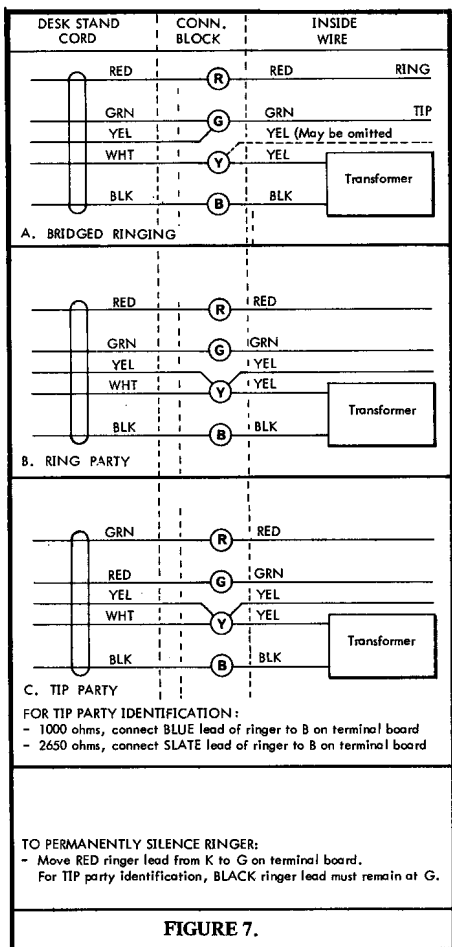 DESK STAND CORD CONN. BLOCK INSIDE WIRE
RED R RED RING
GRN G GRN TIP
YEL YEL (May be omitted
WHT Y YEL
Transformer
BLK B BLK
A. BRIDGED RINGING
RED R RED
GRN G GRN
YEL YEL
WHT Y YEL
Transformer
BLK B BLK
B. RING PARTY
GRN R RED
RED G GRN
YEL YEL
WHT Y YEL
Transformer
BLK B BLK
C. TIP PARTY
FOR TIP PARTY IDENTIFICATION:
- 1000 ohms, connect BLUE lead of ringer to B on terminal board
- 2650 ohms, connect SLATE lead of ringer to B on terminal board
TO PERMANENTLY SILENCE RINGER:
- Move RED ringer lead from K to G on terminal board.
For TIP party identification, BLACK ringer lead must remain at G.
FIGURE 7.